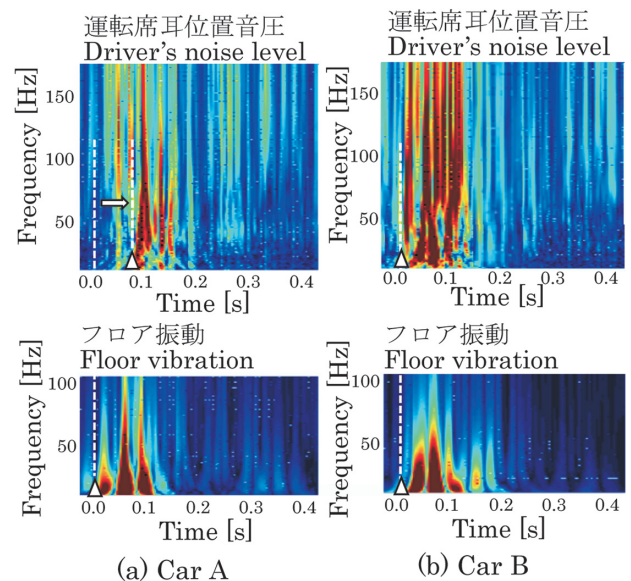 運転席耳位置音圧
Driver's noise level
Frequency [Hz]
150
100
50
0.0 0.1 0.2 0.3 0.4
Time [s]
運転席耳位置音圧
Driver's noise level
Frequency [Hz]
150
100
50
0.0 0.1 0.2 0.3 0.4
Time [s]
フロア振動
Floor vibration
Frequency [Hz]
100
50
0.0 0.1 0.2 0.3 0.4
Time [s]
(a) Car A
フロア振動
Floor vibration
Frequency [Hz]
100
50
0.0 0.1 0.2 0.3 0.4
Time [s]
(b) Car B